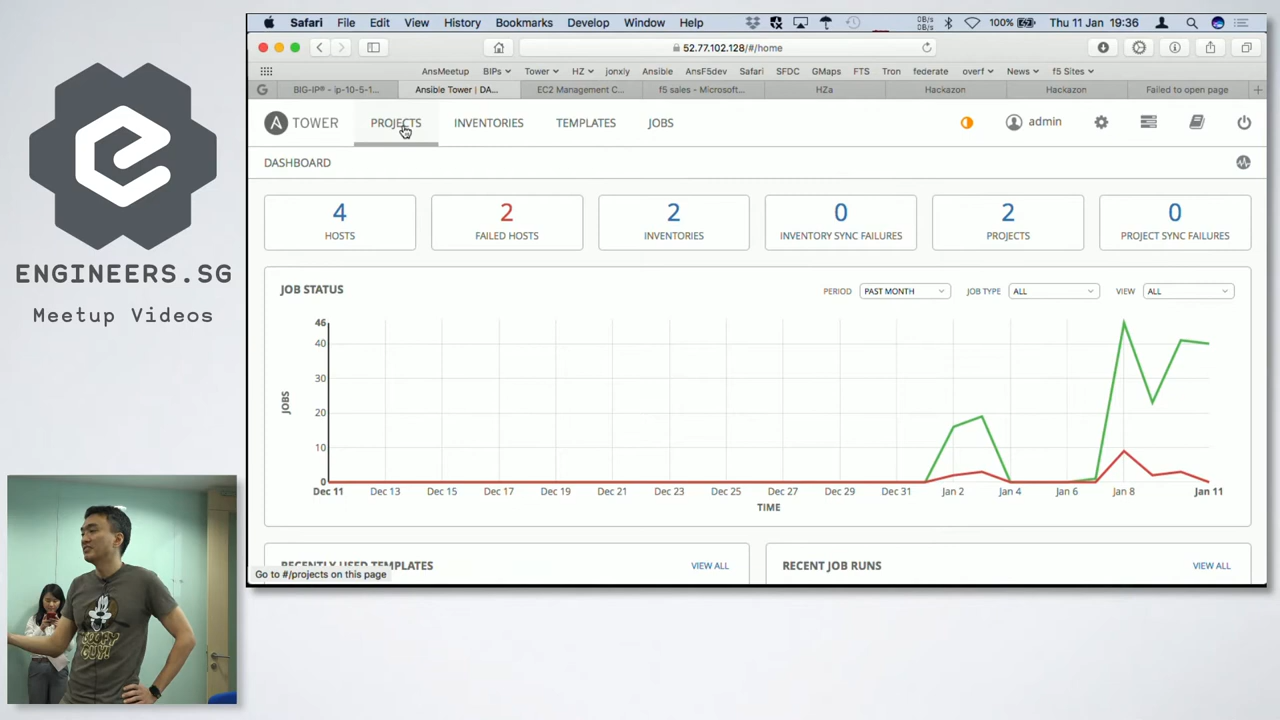 ENGINEERS.SG
Meetup Videos
Safari File Edit View History Bookmarks Develop Window Help
0B/s
0B/s
100%
Thu 11 Jan 19:36
52.77.102.128/#/home
AnsMeetup BIPs Tower HZ jonxly Ansible AnsF5dev Safari SFDC GMaps FTS Tron federate overf News f5 Sites
G BIG-IP® - ip-10-5-1... Ansible Tower | DA... EC2 Management C... f5 sales - Microsoft... HZa Hackazon Hackazon Failed to open page +
A TOWER PROJECTS INVENTORIES TEMPLATES JOBS admin
DASHBOARD
4 2 2 0 2 0
HOSTS FAILED HOSTS INVENTORIES INVENTORY SYNC FAILURES PROJECTS PROJECT SYNC FAILURES
JOB STATUS PERIOD PAST MONTH JOB TYPE ALL VIEW ALL
46
40
30
20
10
0
JOBS
Dec 11 Dec 13 Dec 15 Dec 17 Dec 19 Dec 21 Dec 23 Dec 25 Dec 27 Dec 29 Dec 31 Jan 2 Jan 4 Jan 6 Jan 8 Jan 11
TIME
RECENTLY USED TEMPLATES VIEW ALL RECENT JOB RUNS VIEW ALL
Go to #/projects on this page
GOOFY
GUY!